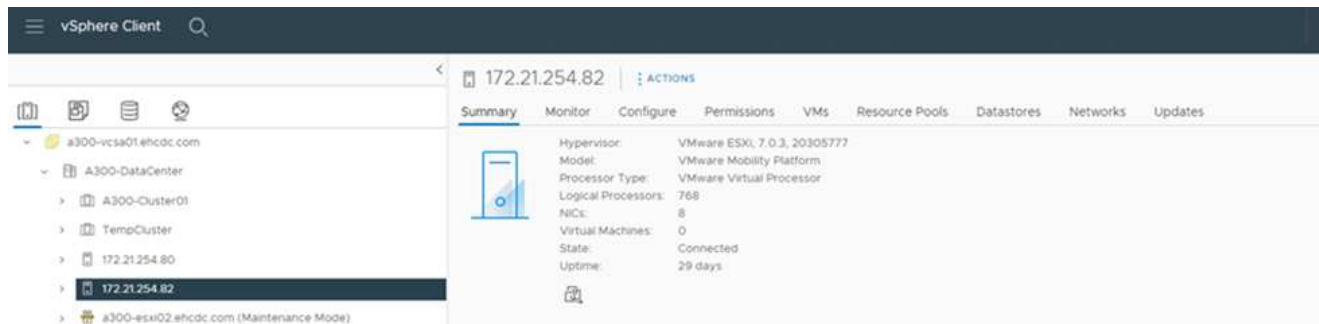 vSphere Client
172.21.254.82 ACTIONS
Summary Monitor Configure Permissions VMs Resource Pools Datastores Networks Updates
a300-vcsa01.ehcdc.com
A300-DataCenter
A300-Cluster01
TempCluster
172.21.254.80
172.21.254.82
a300-esxi02.ehcdc.com (Maintenance Mode)
Hypervisor: VMware ESXi, 7.0.3, 20305777
Model: VMware Mobility Platform
Processor Type: VMware Virtual Processor
Logical Processors: 768
NICs: 8
Virtual Machines: 0
State: Connected
Uptime: 29 days